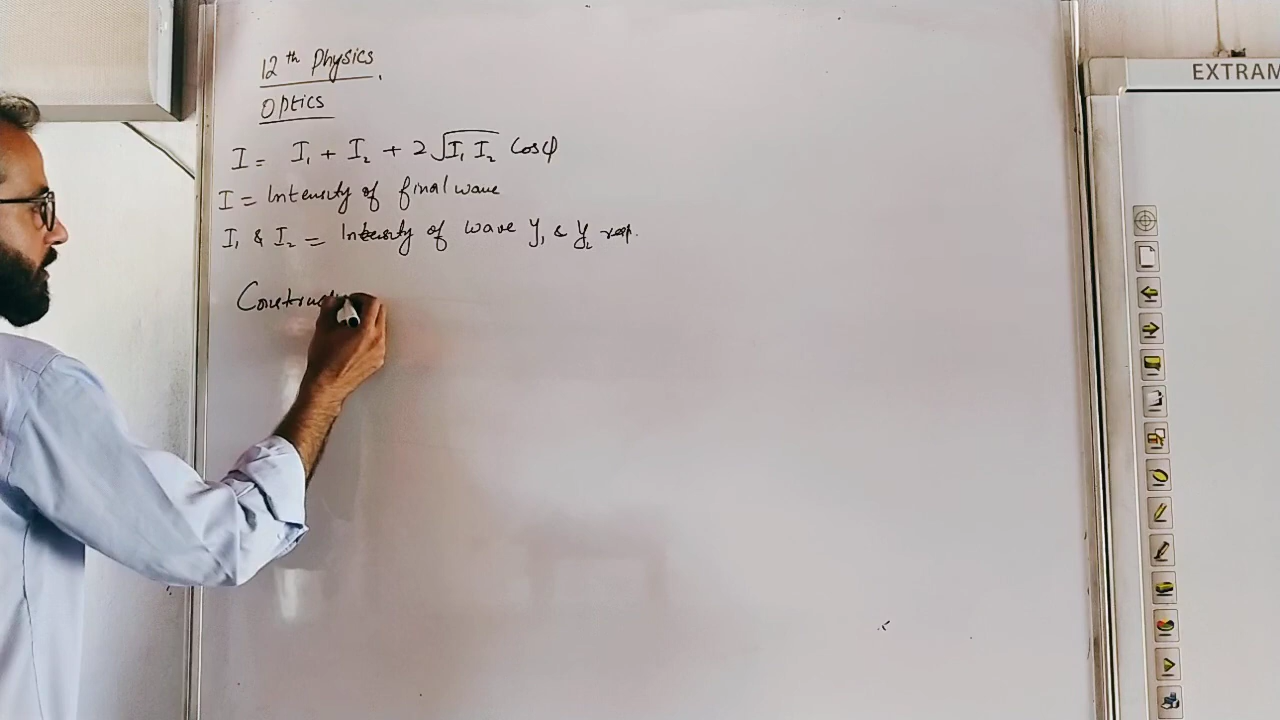 12th Physics
Optics
I = I₁ + I₂ + 2√I₁ I₂ Cosφ
I = Intensity of final wave
I₁ & I₂ = Intensity of wave y₁ & y₂ resp.
Constru
EXTRAM